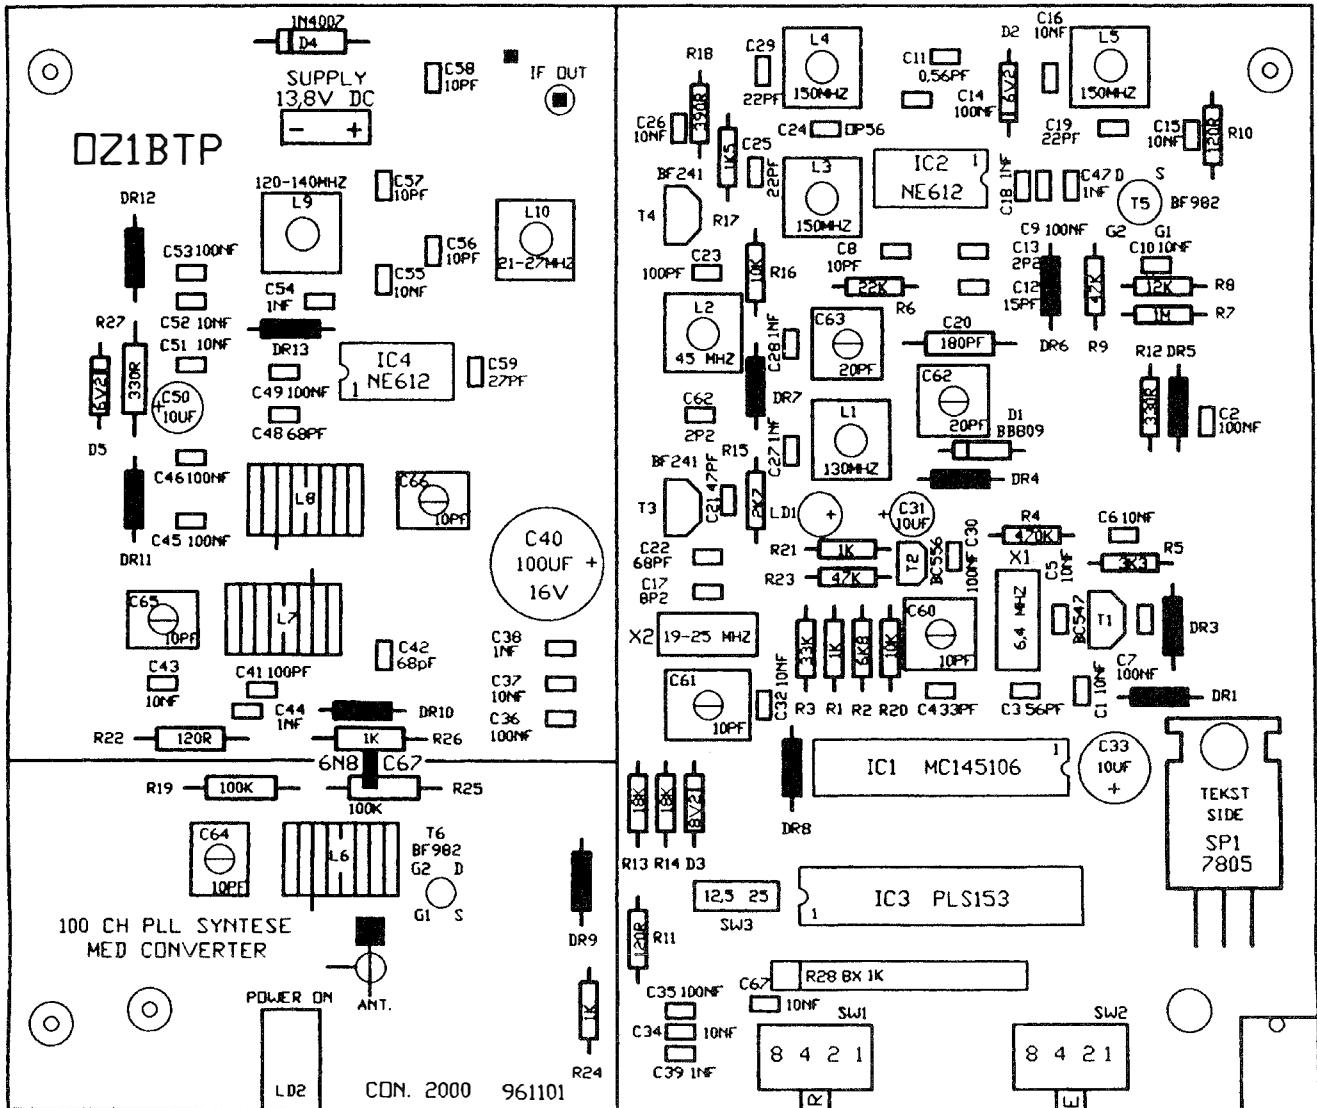 1N4007
D4
SUPPLY
13,8V DC
- +
C58
10PF
IF OUT
OZ1BTP
120-140MHZ
L9
C57
10PF
L10
21-27MHZ
C56
10PF
C55
10NF
DR12
C53 100NF
C54
1NF
C52 10NF
R27
C51 10NF
DR13
IC4
NE612
1
C59
27PF
6V2
330R
C50
10UF
+
C49 100NF
C48 68PF
D5
C46 100NF
L8
C66
10PF
DR11
C45 100NF
C40
100UF
16V
+
C65
10PF
L7
C42
68pF
C38
1NF
C43
10NF
C41 100PF
C37
10NF
C44
1NF
DR10
C36
100NF
R22
120R
1K
R26
6N8 C67
R19
100K
R25
100K
C64
10PF
L6
T6
BF982
G2 D
G1 S
100 CH PLL SYNTESE
MED CONVERTER
ANT.
POWER ON
LD2
CON. 2000 961101
DR9
1K
R24
R18
390R
C29
22PF
L4
150MHZ
C11
0,56PF
D2
6V2
C16
10NF
L5
150MHZ
C14
100NF
C26
10NF
1K5
C25
22PF
C24
0P56
C19
22PF
C15
10NF
120R
R10
BF241
T4
R17
L3
150MHZ
IC2
NE612
1
C18 1NF
C47
1NF
D S
T5
BF982
G2 G1
C23
100PF
10K
R16
C8
10PF
C9 100NF
C13
2P2
C10 10NF
22K
R6
C12
15PF
47K
12K
R8
1M
R7
L2
45 MHZ
C28 1NF
C63
20PF
C20
180PF
DR6
R9
R12
DR5
330R
C62
2P2
DR7
C62
20PF
D1
BB809
C2
100NF
L1
130MHZ
C27 1NF
R15
BF241
T3
C21 47PF
2K7
DR4
LD1
+
+
C31
10UF
R4
470K
C6 10NF
C22
68PF
R21
1K
T2
BC556
C30
100NF
X1
C5
10NF
3K3
R5
C17
8P2
R23
47K
X2
19-25 MHZ
33K
1K
6K8
10K
C60
10PF
6,4 MHZ
BC547
T1
DR3
C7
100NF
C61
10PF
C32 10NF
R3
R1
R2
R20
C4 33PF
C3 56PF
C1 10NF
DR1
IC1 MC145106
1
C33
10UF
+
DR8
TEKST
SIDE
SP1
7805
18K
18K
8V2
R13
R14
D3
12,5 25
SW3
IC3 PLS153
1
120R
R11
R28 8X 1K
C67
10NF
C35 100NF
C34
10NF
C39 1NF
SW1
8 4 2 1
R
SW2
8 4 2 1
E